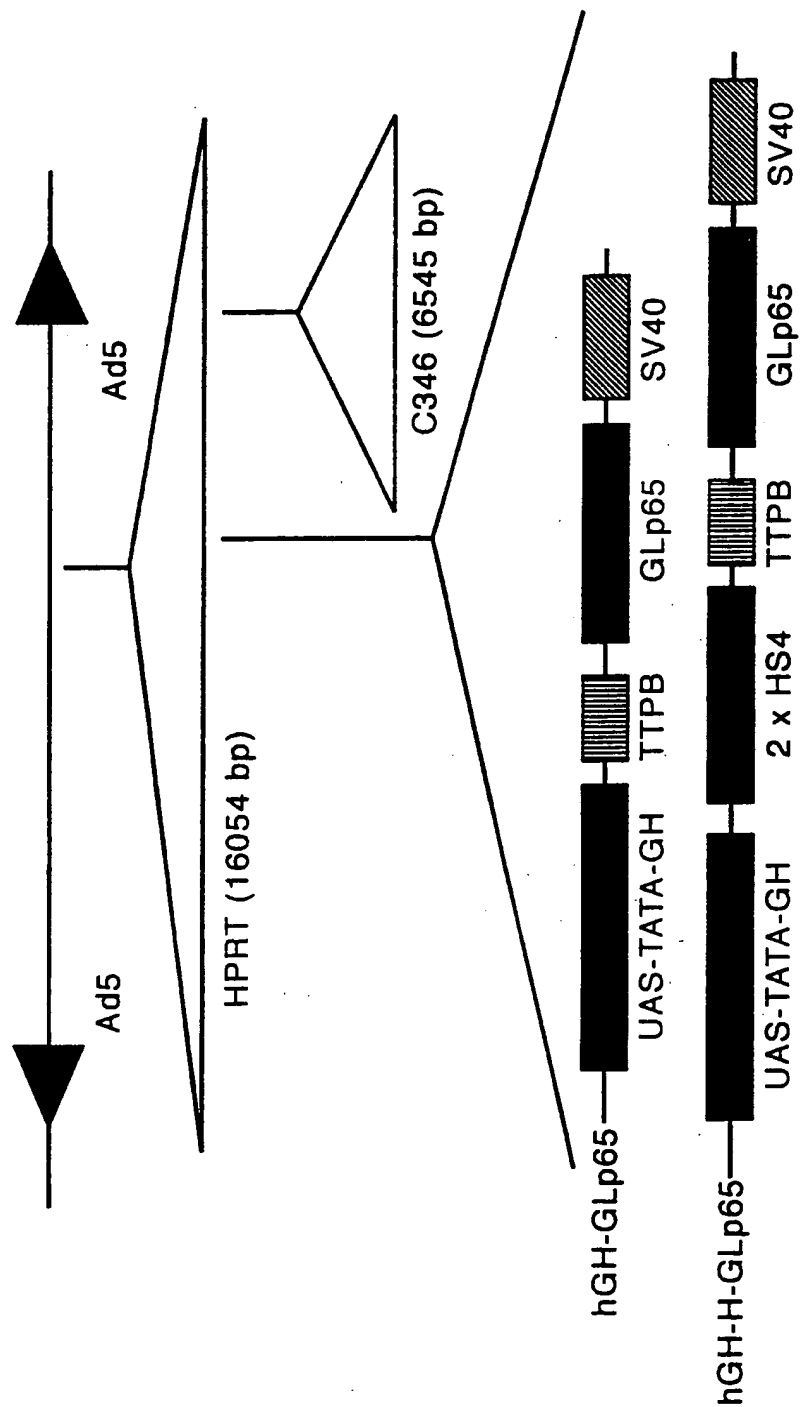 Ad5
Ad5
HPRT (16054 bp)
C346 (6545 bp)
hGH-GLp65
UAS-TATA-GH
TTPB
GLp65
SV40
hGH-H-GLp65
UAS-TATA-GH
2 x HS4
TTPB
GLp65
SV40